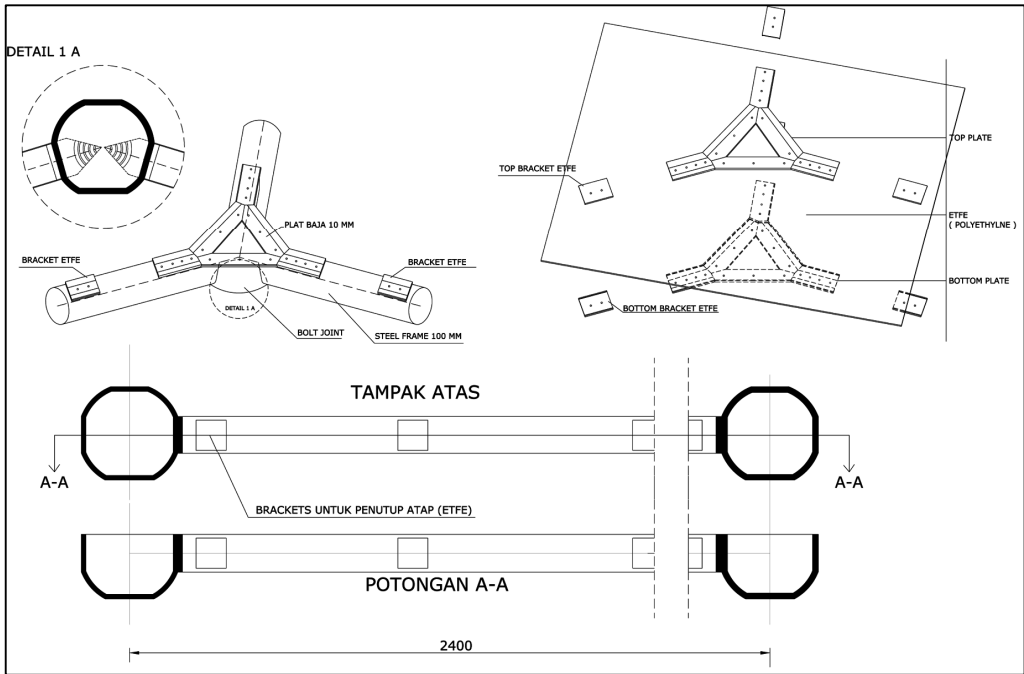 DETAIL 1 A
PLAT BAJA 10 MM
BRACKET ETFE
BRACKET ETFE
DETAIL 1 A
BOLT JOINT
STEEL FRAME 100 MM
TOP PLATE
TOP BRACKET ETFE
ETFE
( POLYETHYLNE )
BOTTOM PLATE
BOTTOM BRACKET ETFE
TAMPAK ATAS
A-A
A-A
BRACKETS UNTUK PENUTUP ATAP (ETFE)
POTONGAN A-A
2400